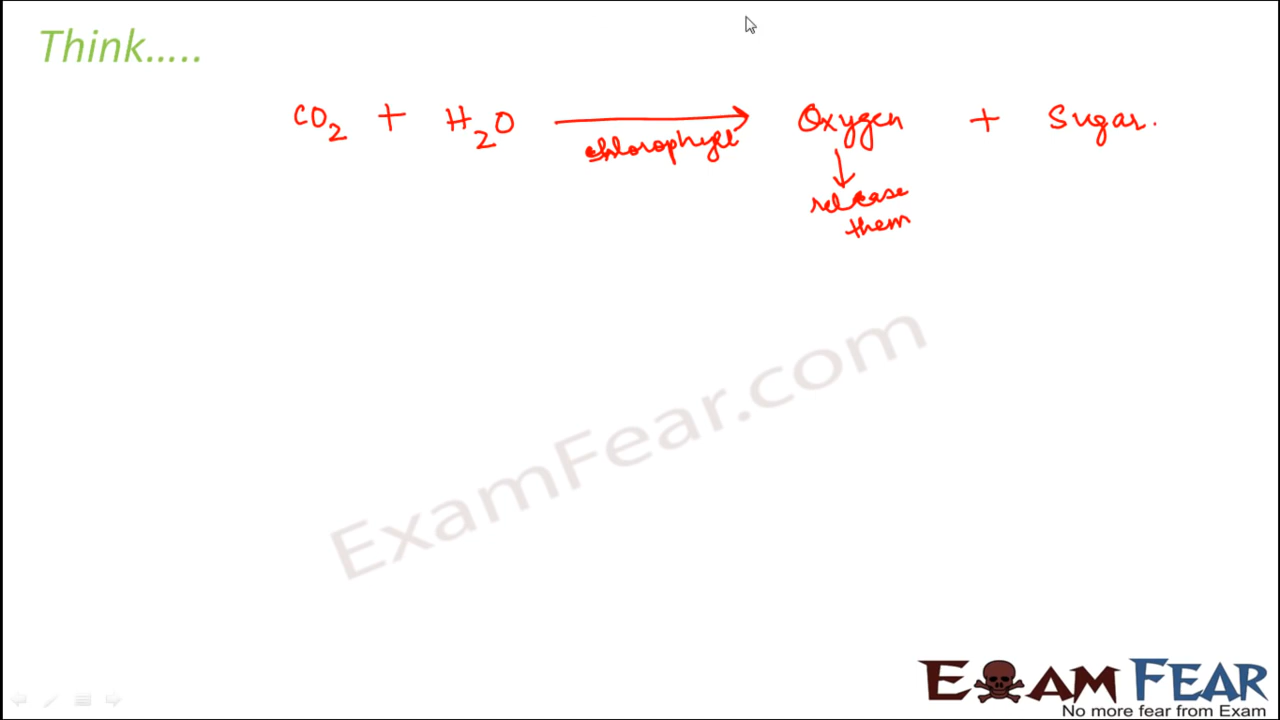 Think.....
CO2 + H2O → Oxygen + Sugar.
chlorophyll
↓
release
them
ExamFear.com
EXAM FEAR
No more fear from Exam